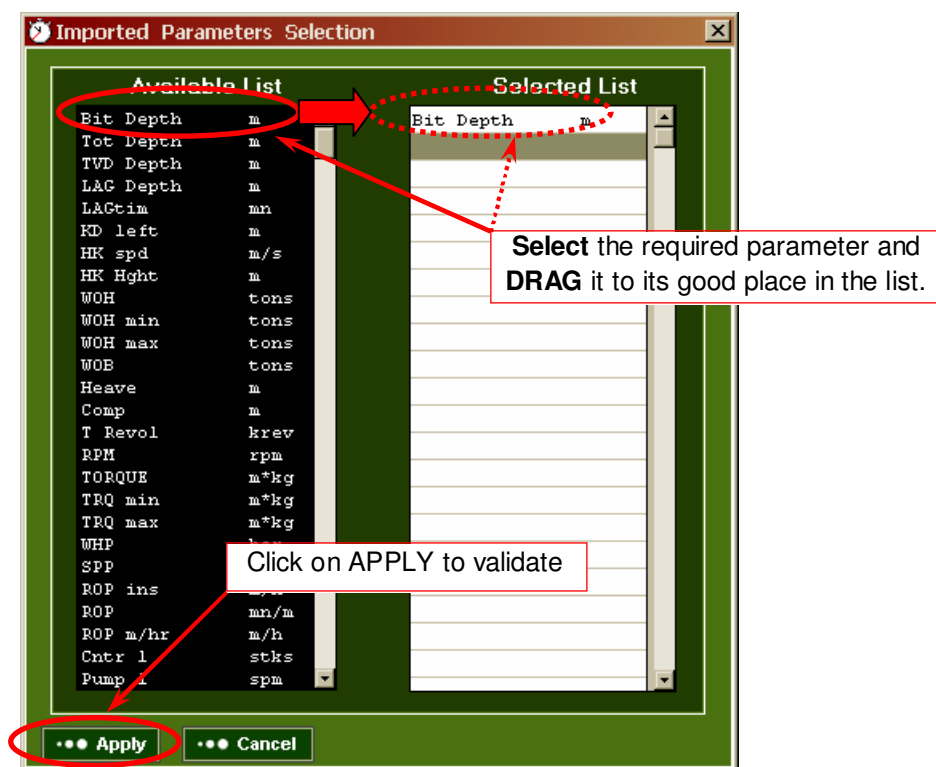 Imported Parameters Selection
Available List
Selected List
Bit Depth m
Tot Depth m
TVD Depth m
LAG Depth m
LAGtim mn
KD left m
HK spd m/s
HK Hght m
WOH tons
WOH min tons
WOH max tons
WOB tons
Heave m
Comp m
T Revol krev
RPM rpm
TORQUE m*kg
TRQ min m*kg
TRQ max m*kg
WHP
SPP
ROP ins
ROP mn/m
ROP m/hr m/h
Cntr 1 stks
Pump 1 spm
Bit Depth m
Select the required parameter and
DRAG it to its good place in the list.
Click on APPLY to validate
Apply
Cancel